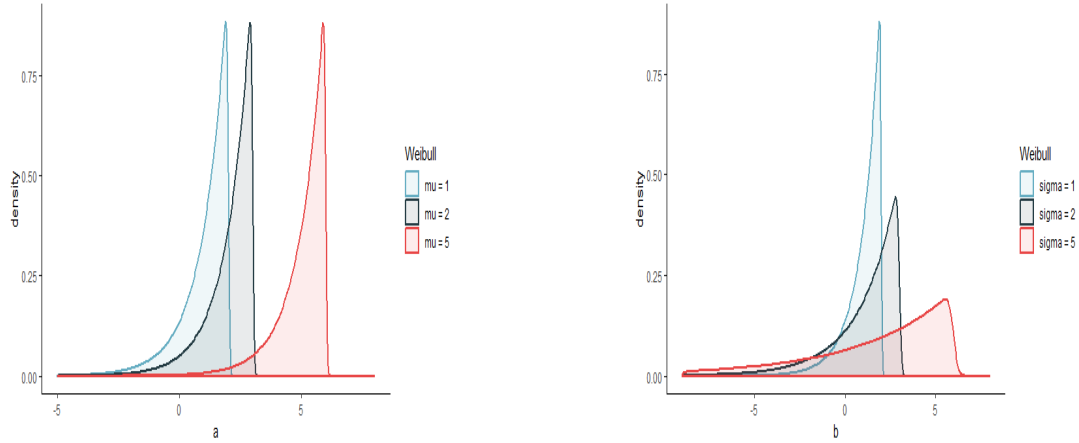 0.75
0.50
0.25
0.00
density
-5
0
5
a
Weibull
mu = 1
mu = 2
mu = 5
0.75
0.50
0.25
0.00
density
-5
0
5
b
Weibull
sigma = 1
sigma = 2
sigma = 5